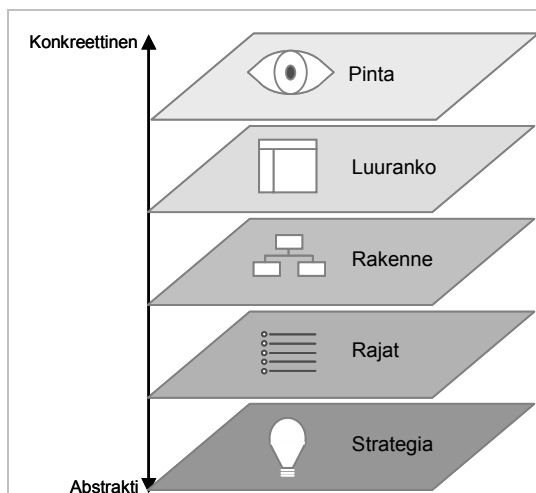 Konkreettinen
Pinta
Luuranko
Rakenne
Rajat
Strategia
Abstrakti